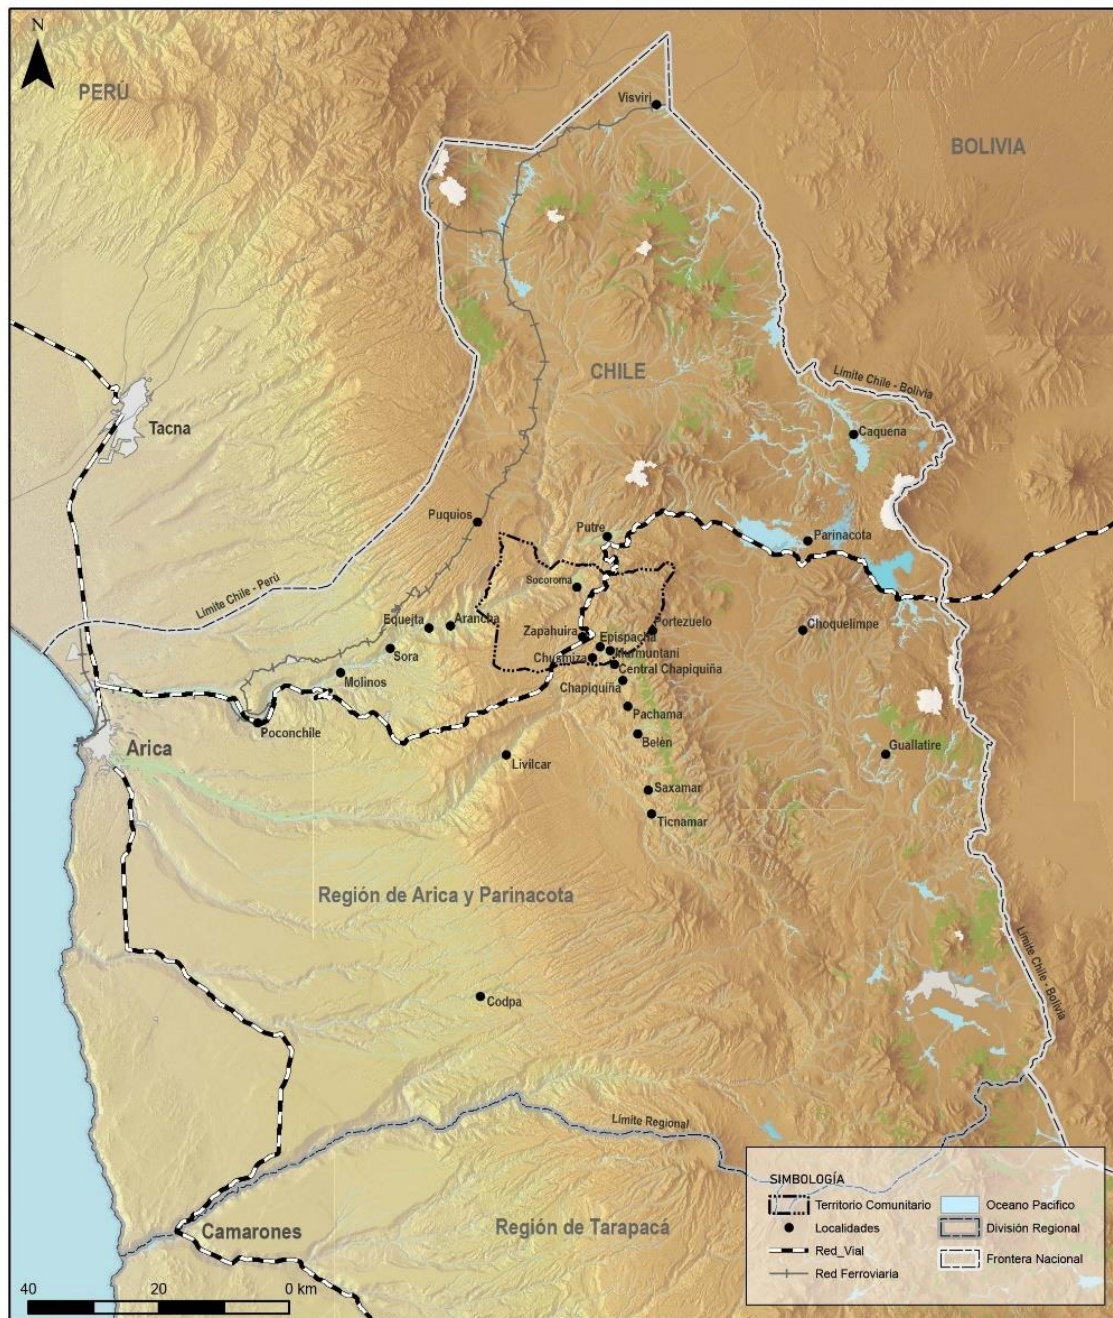 N
PERÚ
Visviri
BOLIVIA
CHILE
Límite Chile - Bolivia
Tacna
Caquena
Puquios
Putre
Parinacota
Socoroma
Límite Chile - Perú
Equejta
Arancha
Zapahuira
Epispacha
Portezuelo
Choquelimpe
Sora
Chusmiza
Murmuntani
Central Chapiquiña
Molinos
Chapiquiña
Pachama
Poconchile
Arica
Belén
Livilcar
Guallatire
Saxamar
Ticnamar
Región de Arica y Parinacota
Límite Chile - Bolivia
Codpa
Límite Regional
Camarones
Región de Tarapacá
SIMBOLOGÍA
Territorio Comunitario
Oceano Pacifico
Localidades
División Regional
Red_Vial
Frontera Nacional
Red Ferroviaria
40 20 0 km